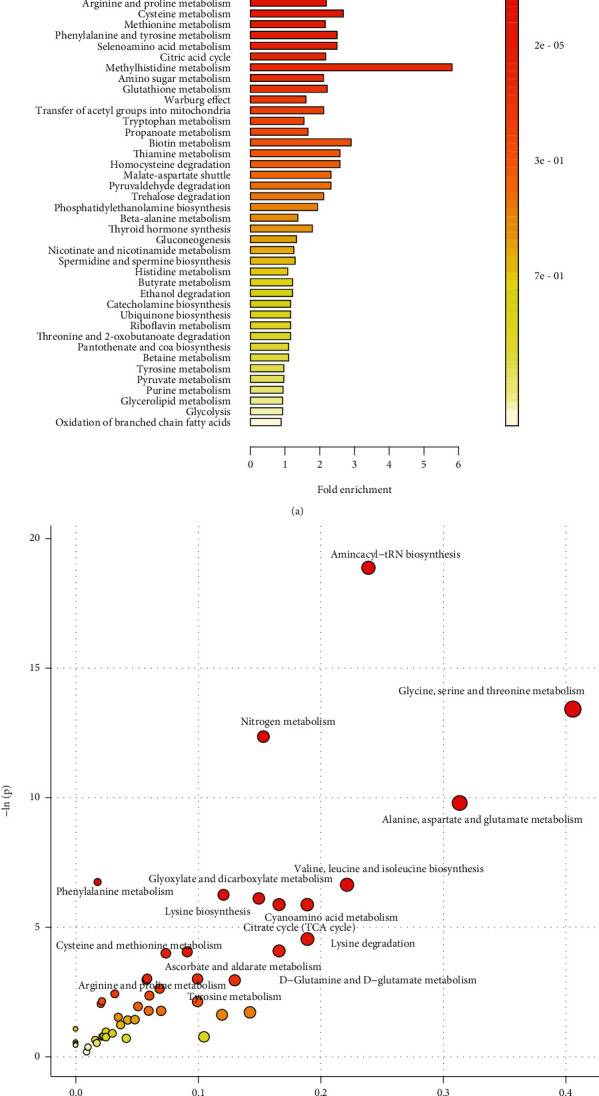 Arginine and proline metabolism
Cysteine metabolism
Methionine metabolism
Phenylalanine and tyrosine metabolism
Selenoamino acid metabolism
Citric acid cycle
Methylhistidine metabolism
Amino sugar metabolism
Glutathione metabolism
Warburg effect
Transfer of acetyl groups into mitochondria
Tryptophan metabolism
Propanoate metabolism
Biotin metabolism
Thiamine metabolism
Homocysteine degradation
Malate-aspartate shuttle
Pyruvaldehyde degradation
Trehalose degradation
Phosphatidylethanolamine biosynthesis
Beta-alanine metabolism
Thyroid hormone synthesis
Gluconeogenesis
Nicotinate and nicotinamide metabolism
Spermidine and spermine biosynthesis
Histidine metabolism
Butyrate metabolism
Ethanol degradation
Catecholamine biosynthesis
Ubiquinone biosynthesis
Riboflavin metabolism
Threonine and 2-oxobutanoate degradation
Pantothenate and coa biosynthesis
Betaine metabolism
Tyrosine metabolism
Pyruvate metabolism
Purine metabolism
Glycerolipid metabolism
Glycolysis
Oxidation of branched chain fatty acids
2e - 05
3e - 01
7e - 01
0 1 2 3 4 5 6
Fold enrichment
(a)
20
15
10
5
0
−ln (p)
Amincacyl−tRN biosynthesis
Glycine, serine and threonine metabolism
Nitrogen metabolism
Alanine, aspartate and glutamate metabolism
Valine, leucine and isoleucine biosynthesis
Glyoxylate and dicarboxylate metabolism
Phenylalanine metabolism
Lysine biosynthesis
Cyanoamino acid metabolism
Citrate cycle (TCA cycle)
Lysine degradation
Cysteine and methionine metabolism
Ascorbate and aldarate metabolism
D−Glutamine and D−glutamate metabolism
Arginine and proline metabolism
Tyrosine metabolism
0.0 0.1 0.2 0.3 0.4